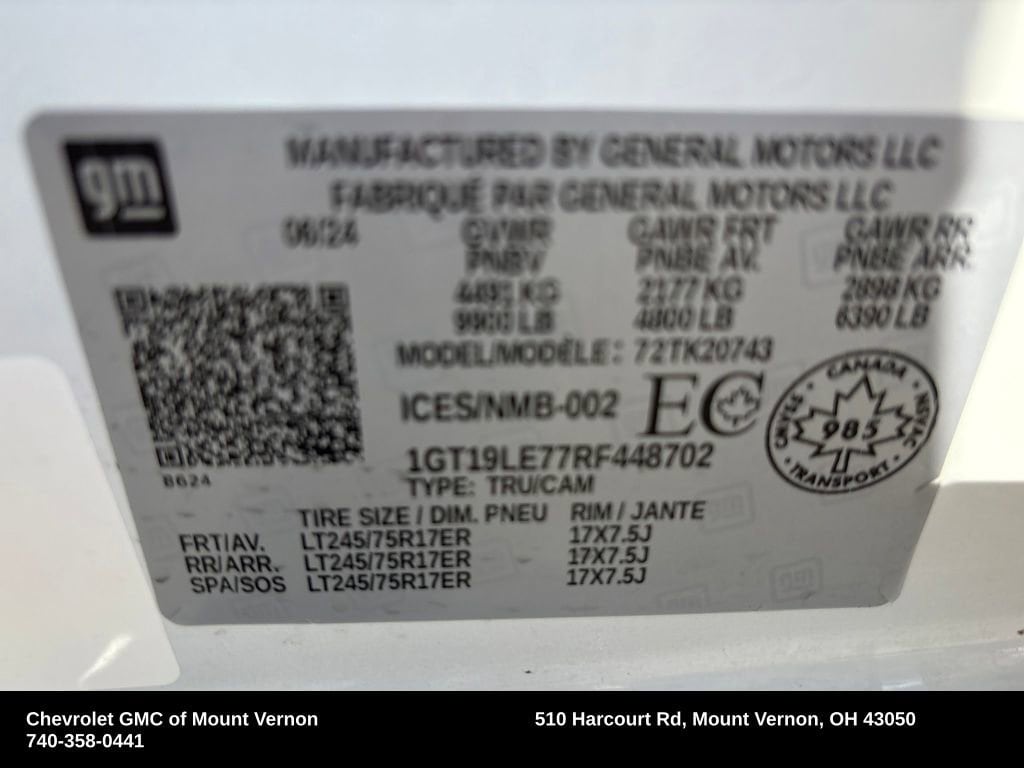 gm
MANUFACTURED BY GENERAL MOTORS LLC
FABRIQUÉ PAR GENERAL MOTORS LLC
06/24 GVWR GAWR FRT GAWR RR
PNBV PNBE AV. PNBE ARR.
4491 KG 2177 KG 2898 KG
9900 LB 4800 LB 6390 LB
MODEL/MODÈLE: 72TK20743
ICES/NMB-002 EC
CANADA
985
TRANSPORT
1GT19LE77RF448702
B624
TYPE: TRU/CAM
TIRE SIZE / DIM. PNEU RIM / JANTE
FRT/AV. LT245/75R17ER 17X7.5J
RR/ARR. LT245/75R17ER 17X7.5J
SPA/SOS LT245/75R17ER 17X7.5J
Chevrolet GMC of Mount Vernon 510 Harcourt Rd, Mount Vernon, OH 43050
740-358-0441